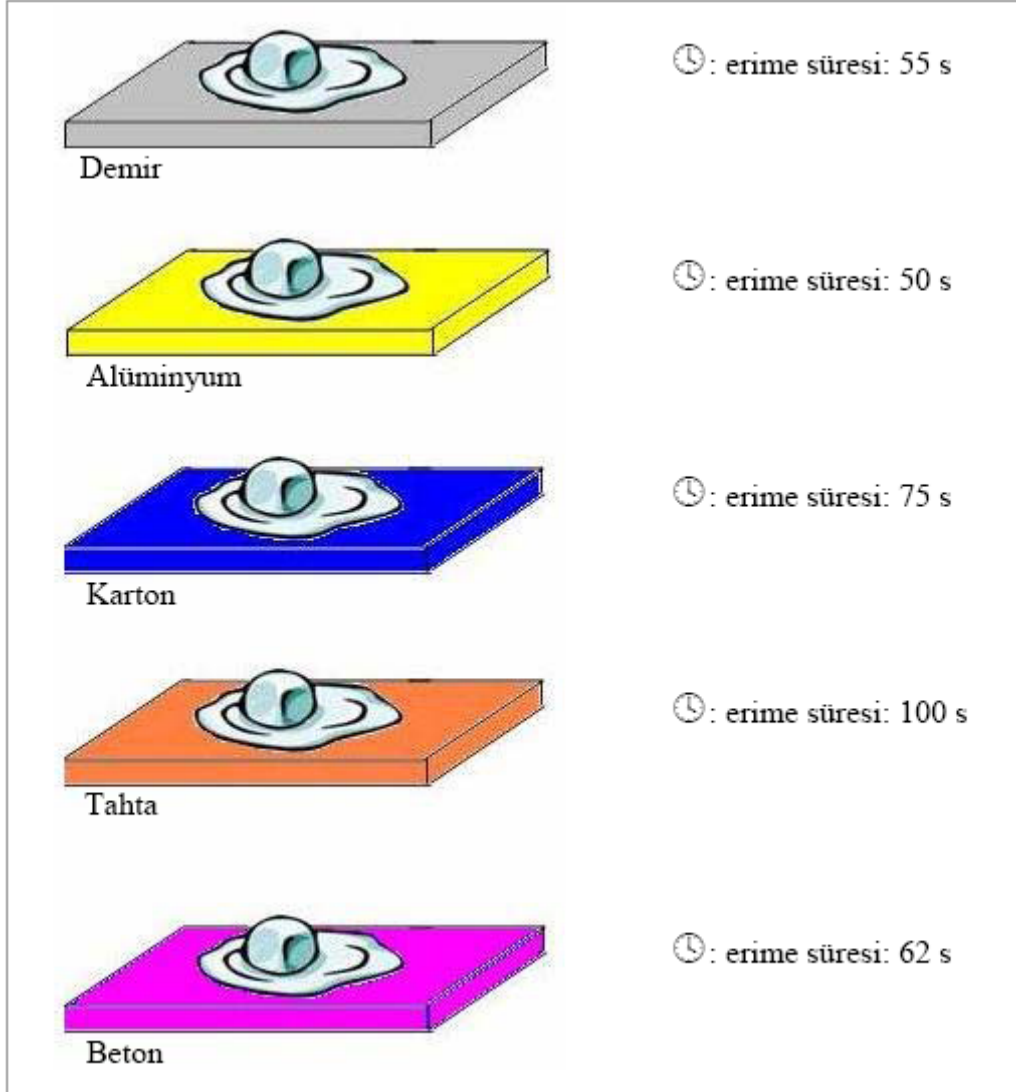 : erime süresi: 55 s
Demir
: erime süresi: 50 s
Alüminyum
: erime süresi: 75 s
Karton
: erime süresi: 100 s
Tahta
: erime süresi: 62 s
Beton